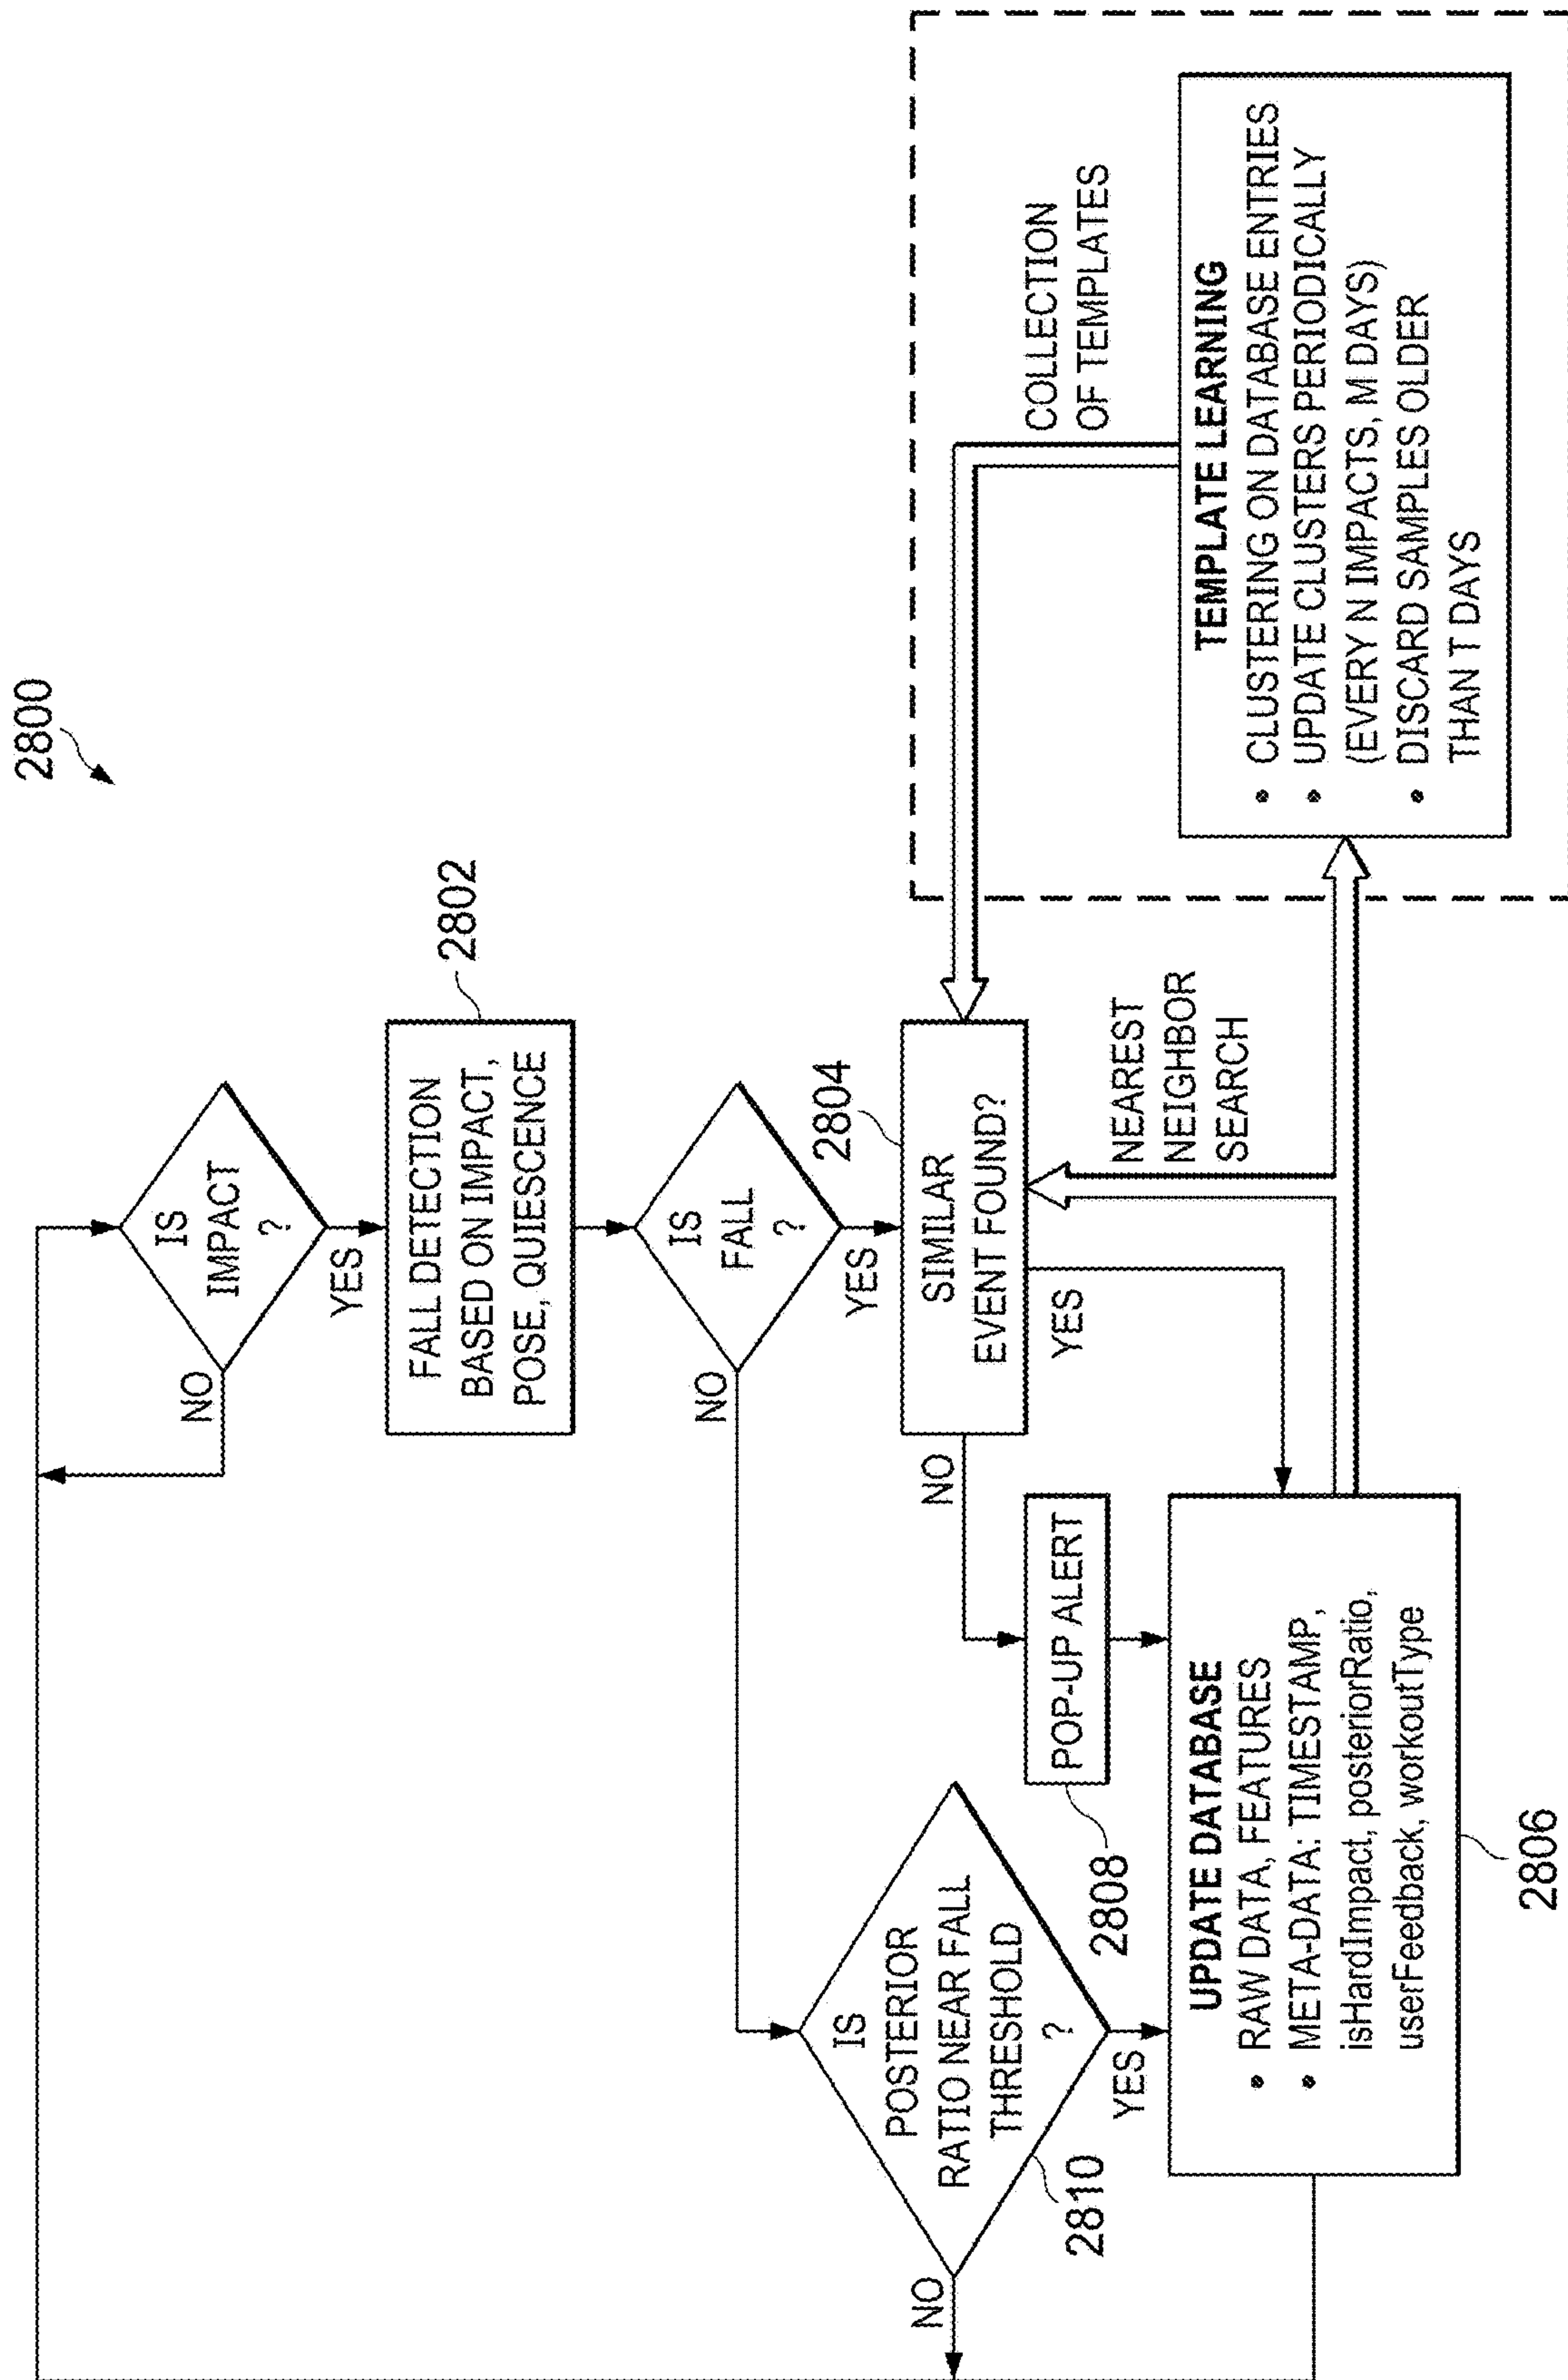 2800
IS
IMPACT
?
NO
YES
FALL DETECTION
BASED ON IMPACT,
POSE, QUIESCENCE
2802
IS
FALL
?
NO
YES
2804
SIMILAR
EVENT FOUND?
NO
YES
NEAREST
NEIGHBOR
SEARCH
COLLECTION
OF TEMPLATES
TEMPLATE LEARNING
• CLUSTERING ON DATABASE ENTRIES
• UPDATE CLUSTERS PERIODICALLY
(EVERY N IMPACTS, M DAYS)
• DISCARD SAMPLES OLDER
THAN T DAYS
IS
POSTERIOR
RATIO NEAR FALL
THRESHOLD
?
NO
YES
2810
POP-UP ALERT
2808
UPDATE DATABASE
• RAW DATA, FEATURES
• META-DATA: TIMESTAMP,
isHardImpact, posteriorRatio,
userFeedback, workoutType
2806